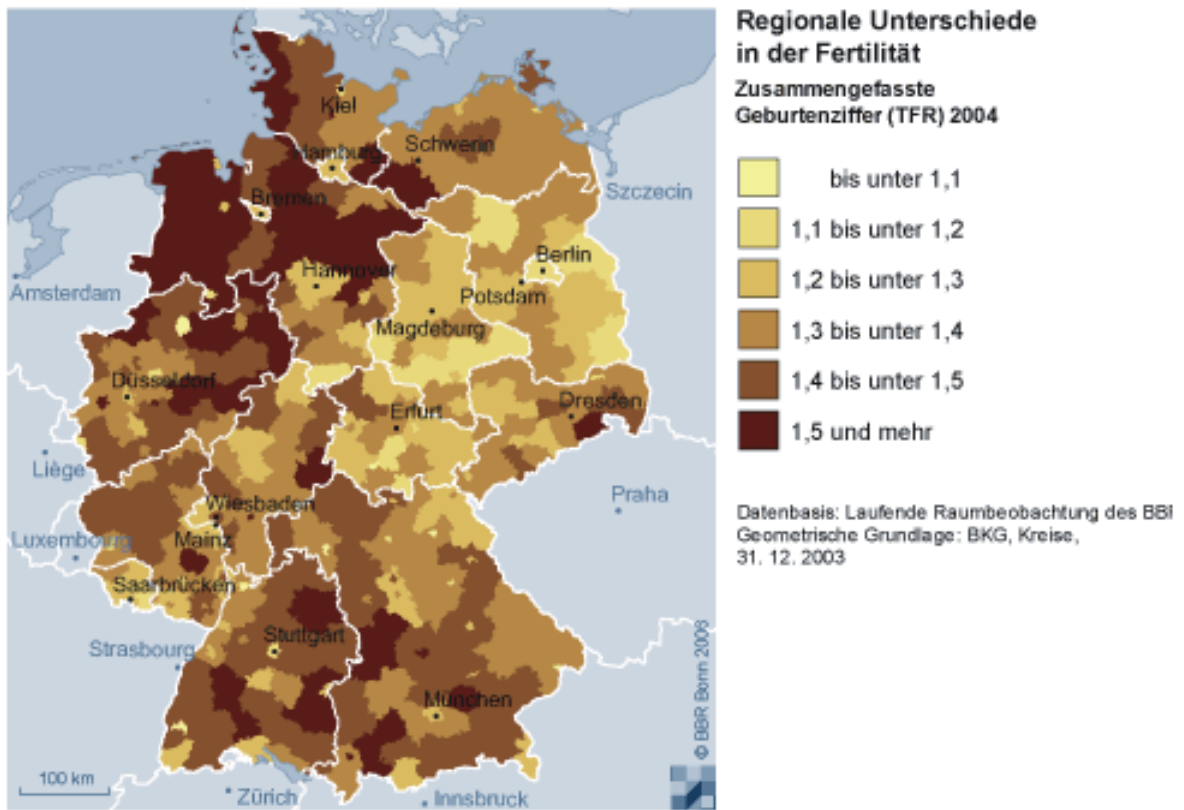 Regionale Unterschiede
in der Fertilität
Zusammengefasste
Geburtenziffer (TFR) 2004
bis unter 1,1
1,1 bis unter 1,2
1,2 bis unter 1,3
1,3 bis unter 1,4
1,4 bis unter 1,5
1,5 und mehr
Datenbasis: Laufende Raumbeobachtung des BBR
Geometrische Grundlage: BKG, Kreise,
31. 12. 2003
Kiel
Hamburg
Schwerin
Szczecin
Bremen
Berlin
Amsterdam
Hannover
Potsdam
Magdeburg
Düsseldorf
Erfurt
Dresden
Liège
Wiesbaden
Praha
Luxembourg
Mainz
Saarbrücken
Strasbourg
Stuttgart
München
100 km
Zürich
Innsbruck
© BBR Bonn 2006